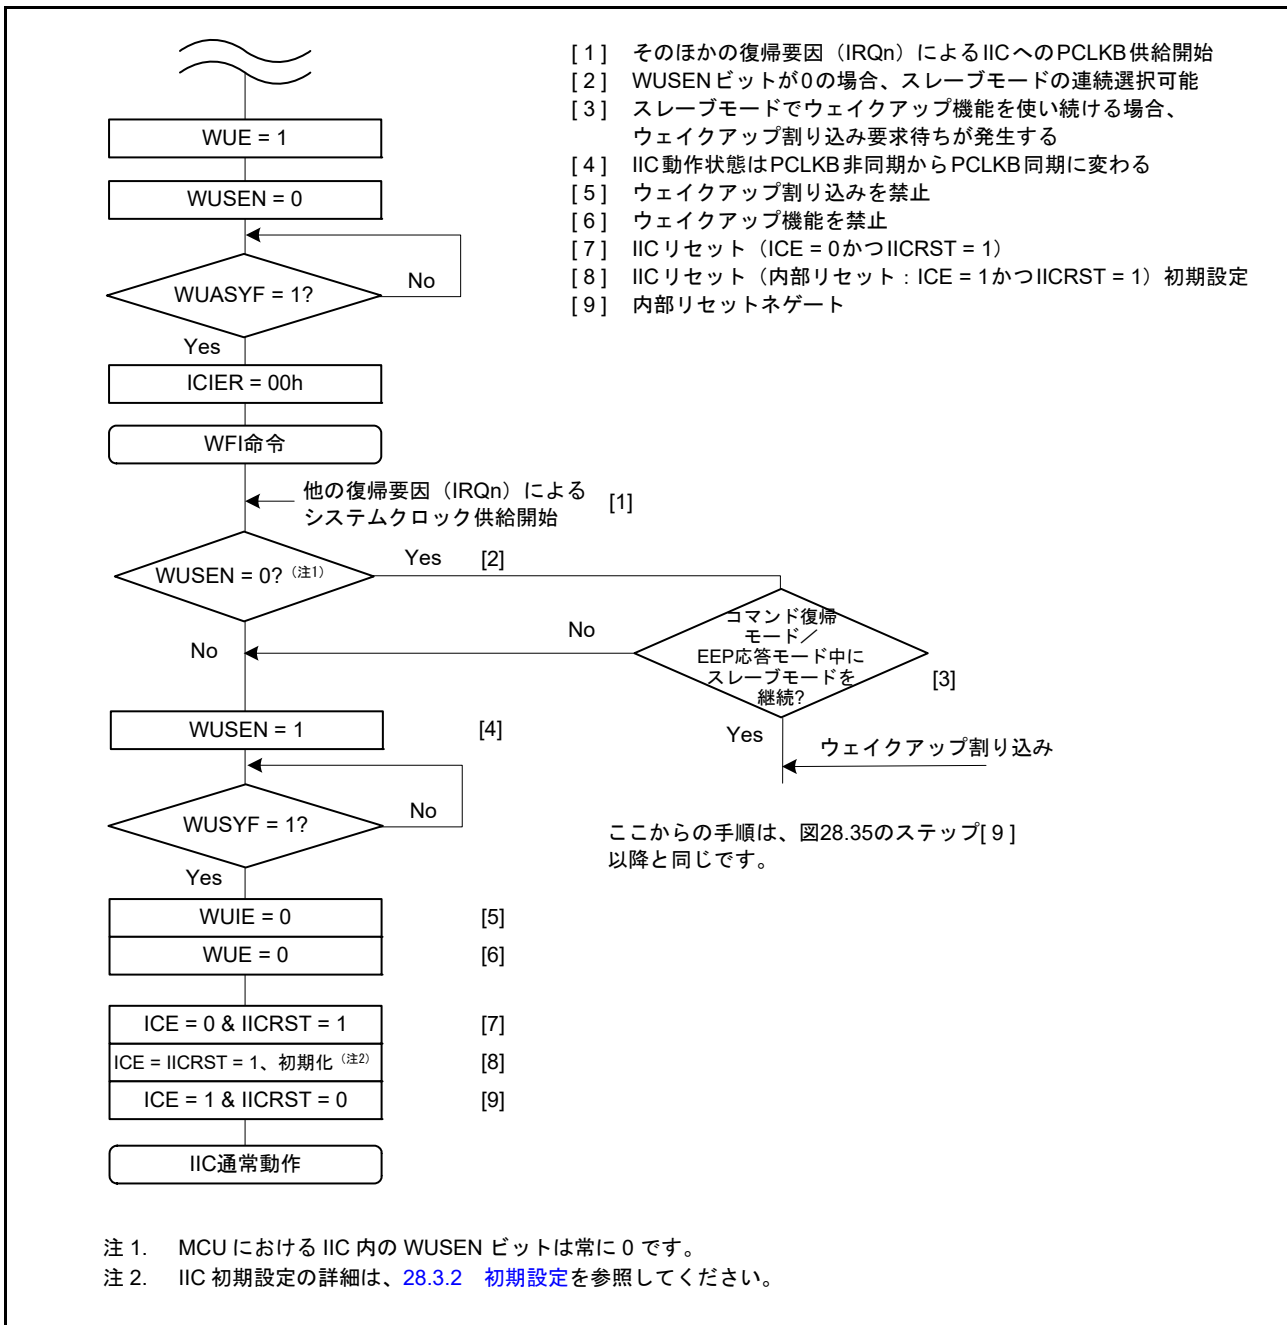 [ 1 ] そのほかの復帰要因（IRQn）によるIICへのPCLKB供給開始
[ 2 ] WUSENビットが0の場合、スレーブモードの連続選択可能
[ 3 ] スレーブモードでウェイクアップ機能を使い続ける場合、
ウェイクアップ割り込み要求待ちが発生する
[ 4 ] IIC動作状態はPCLKB非同期からPCLKB同期に変わる
[ 5 ] ウェイクアップ割り込みを禁止
[ 6 ] ウェイクアップ機能を禁止
[ 7 ] IICリセット（ICE = 0かつIICRST = 1）
[ 8 ] IICリセット（内部リセット：ICE = 1かつIICRST = 1）初期設定
[ 9 ] 内部リセットネゲート
WUE = 1
WUSEN = 0
WUASYF = 1?
No
Yes
ICIER = 00h
WFI命令
他の復帰要因（IRQn）による
システムクロック供給開始
[1]
WUSEN = 0?（注1）
Yes
[2]
No
コマンド復帰
モード／
EEP応答モード中に
スレーブモードを
継続?
[3]
No
Yes
ウェイクアップ割り込み
WUSEN = 1
[4]
WUSYF = 1?
No
Yes
ここからの手順は、図28.35のステップ[ 9 ]
以降と同じです。
WUIE = 0
[5]
WUE = 0
[6]
ICE = 0 & IICRST = 1
[7]
ICE = IICRST = 1、初期化（注2）
[8]
ICE = 1 & IICRST = 0
[9]
IIC通常動作
注 1. MCU における IIC 内の WUSEN ビットは常に 0 です。
注 2. IIC 初期設定の詳細は、28.3.2 初期設定を参照してください。